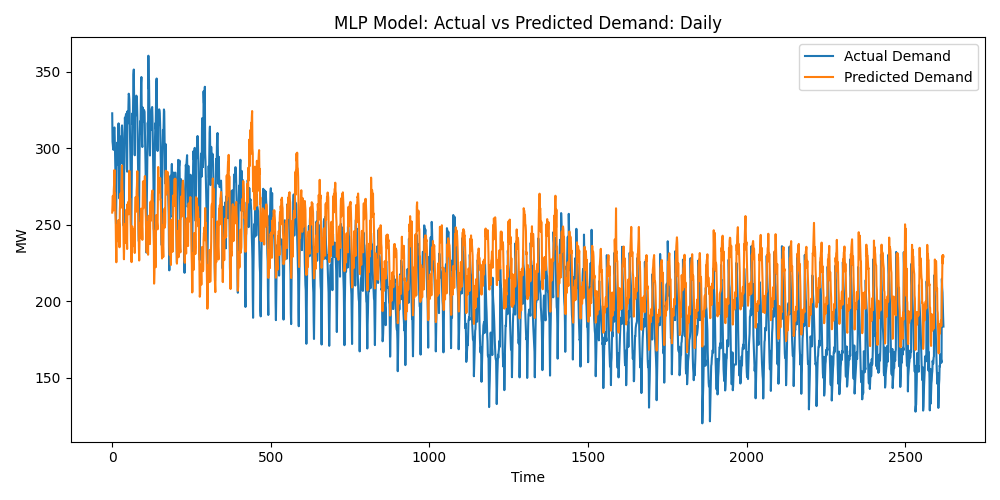 MLP Model: Actual vs Predicted Demand: Daily
Actual Demand
Predicted Demand
MW
350
300
250
200
150
0
500
1000
1500
2000
2500
Time